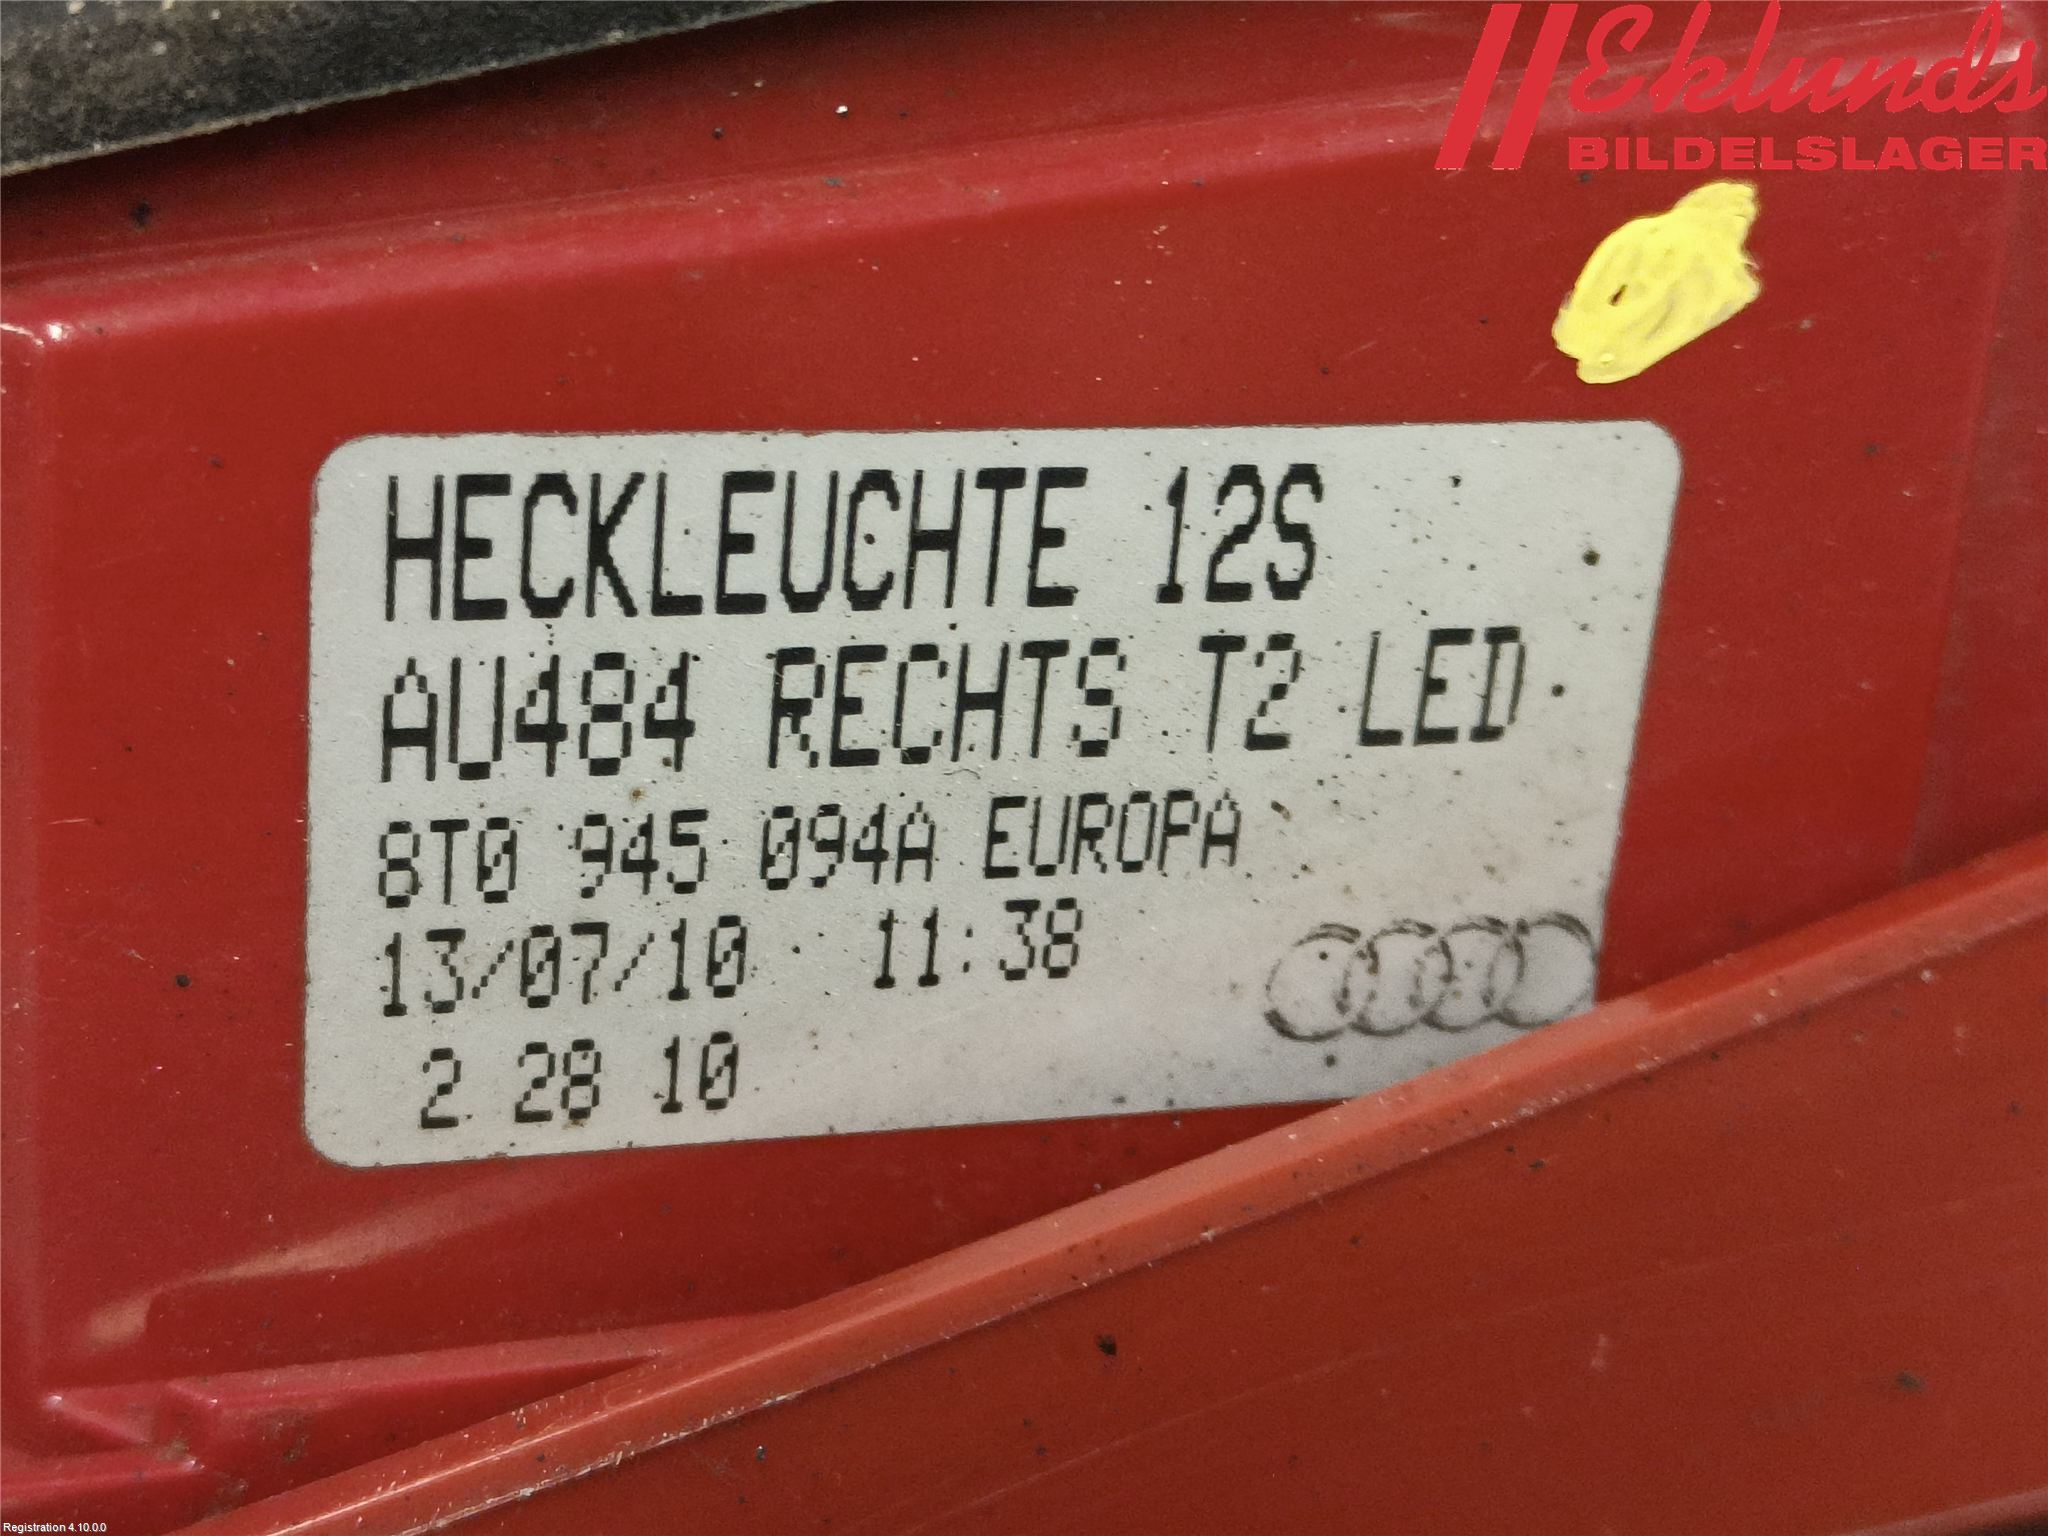 Eklunds
BILDELSLAGER
HECKLEUCHTE 12S
AU484 RECHTS T2 LED
8T0 945 094A EUROPA
13/07/10 11:38
2 28 10
Registration 4.10.0.0